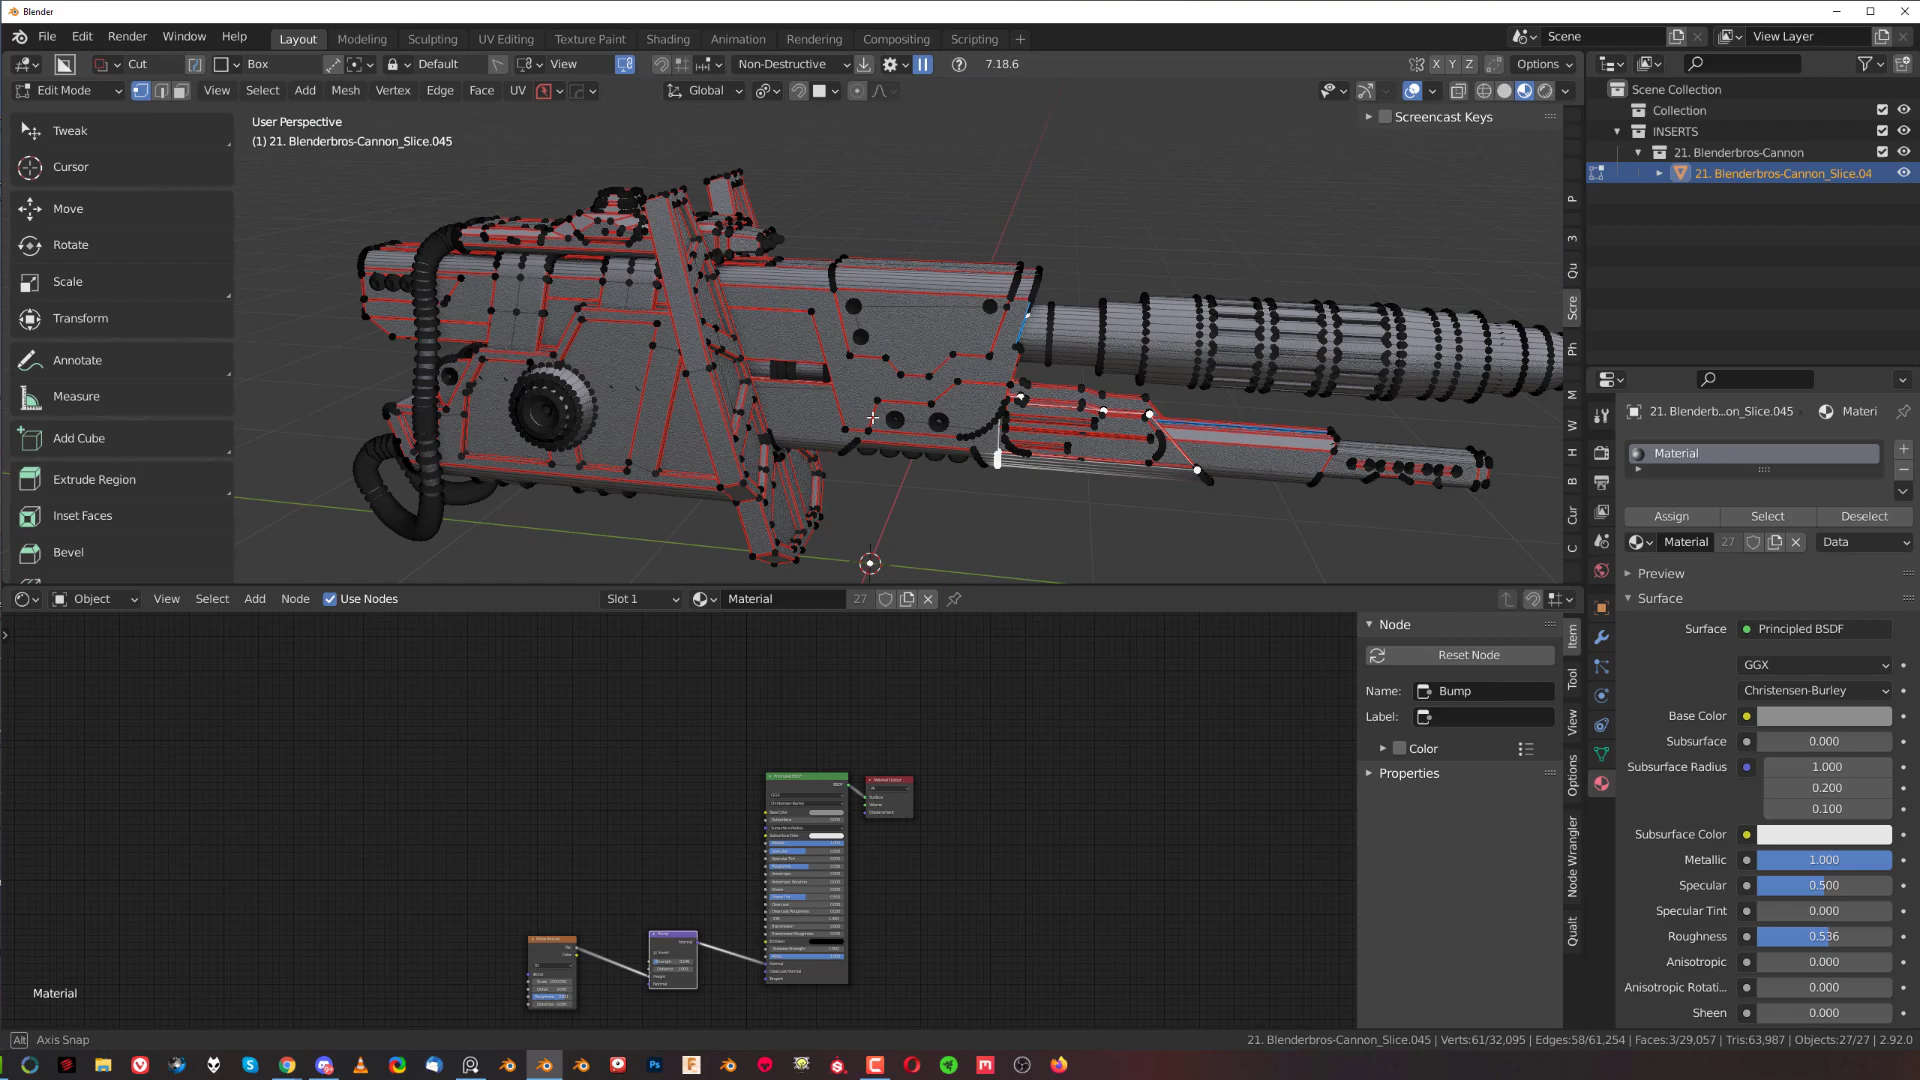 Blender
File Edit Render Window Help Layout Modeling Sculpting UV Editing Texture Paint Shading Animation Rendering Compositing Scripting + Scene View Layer
Cut Box Default View Non-Destructive 7.18.6 X Y Z Options
Edit Mode View Select Add Mesh Vertex Edge Face UV Global
User Perspective
(1) 21. Blenderbros-Cannon_Slice.045
Screencast Keys
Tweak
Cursor
Move
Rotate
Scale
Transform
Annotate
Measure
Add Cube
Extrude Region
Inset Faces
Bevel
P
3
Qu
Scre
Ph
M
W
H
B
Cur
C
Scene Collection
Collection
INSERTS
21. Blenderbros-Cannon
21. Blenderbros-Cannon_Slice.04
21. Blenderb...on_Slice.045 Materi
Material
Assign Select Deselect
Material 27 Data
Preview
Surface
Surface Principled BSDF
GGX
Christensen-Burley
Base Color
Subsurface 0.000
Subsurface Radius 1.000
0.200
0.100
Subsurface Color
Metallic 1.000
Specular 0.500
Specular Tint 0.000
Roughness 0.536
Anisotropic 0.000
Anisotropic Rotati... 0.000
Sheen 0.000
Object View Select Add Node Use Nodes Slot 1 Material 27
Node
Reset Node
Name: Bump
Label:
Color
Properties
Item
Tool
View
Options
Node Wrangler
Quilt
Material
Alt Axis Snap
21. Blenderbros-Cannon_Slice.045 | Verts:61/32,095 | Edges:58/61,254 | Faces:3/29,057 | Tris:63,987 | Objects:27/27 | 2.92.0